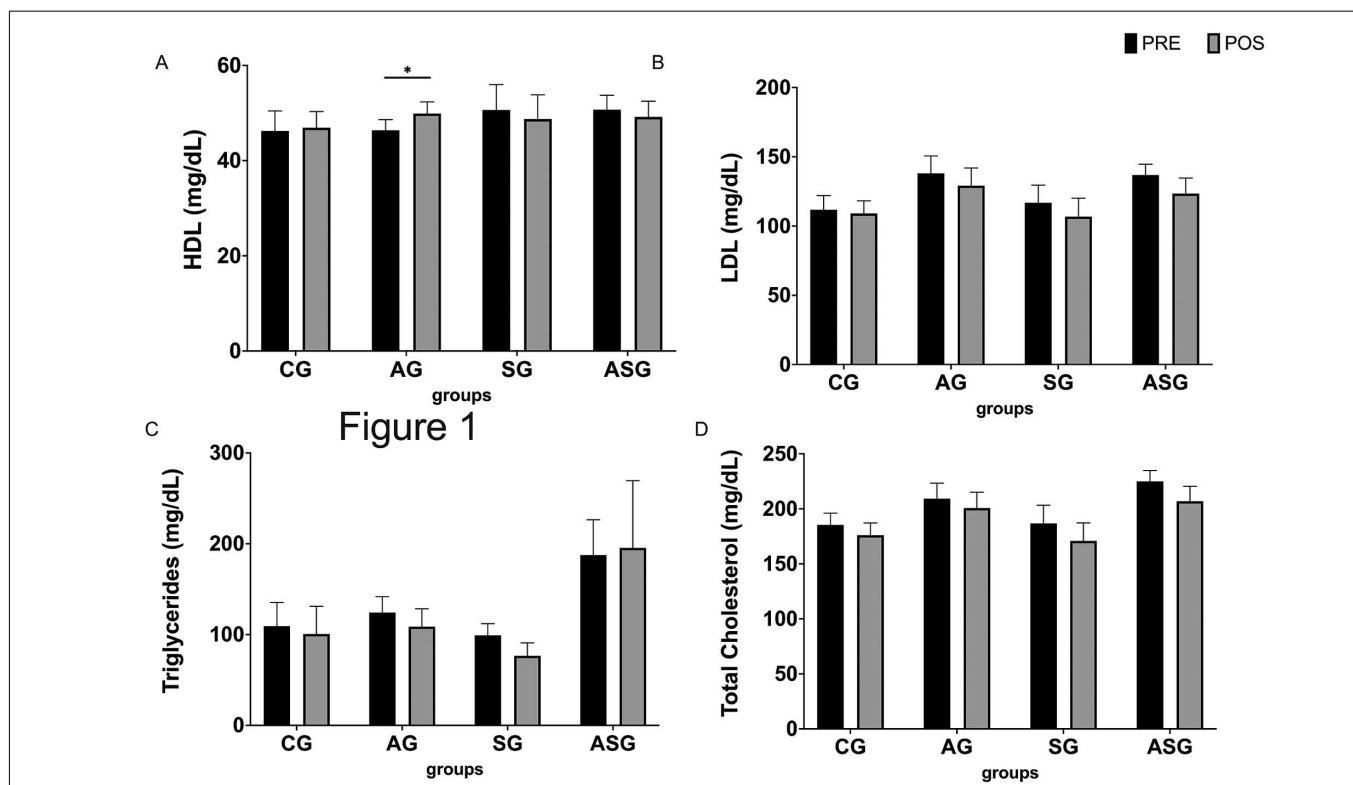 PRE POS
A
HDL (mg/dL)
60
40
20
0
*
CG AG SG ASG
groups
B
LDL (mg/dL)
200
150
100
50
0
CG AG SG ASG
groups
Figure 1
C
Triglycerides (mg/dL)
300
200
100
0
CG AG SG ASG
groups
D
Total Cholesterol (mg/dL)
250
200
150
100
50
0
CG AG SG ASG
groups